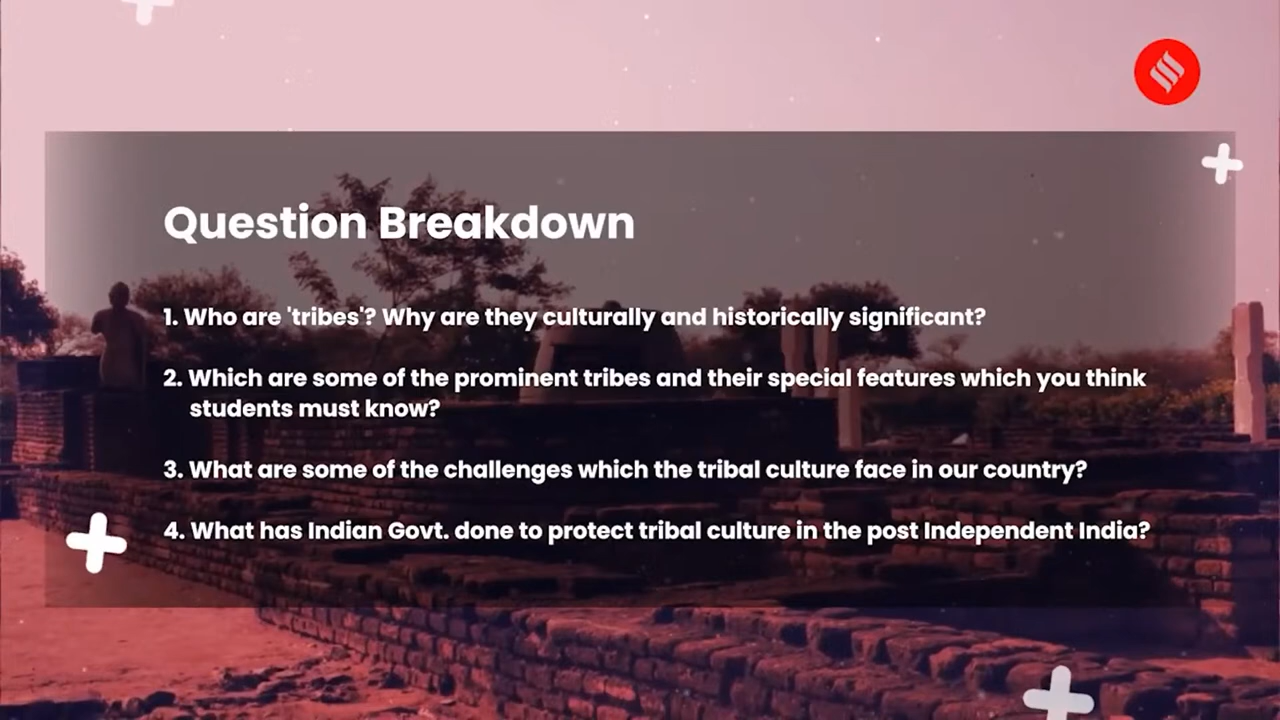 Question Breakdown
1. Who are 'tribes'? Why are they culturally and historically significant?
2. Which are some of the prominent tribes and their special features which you think
students must know?
3. What are some of the challenges which the tribal culture face in our country?
4. What has Indian Govt. done to protect tribal culture in the post Independent India?